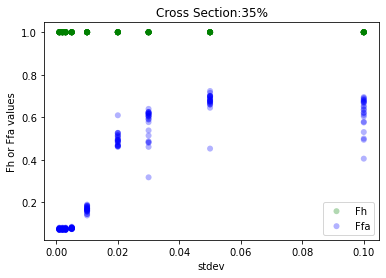 Cross Section:35%
Fh or Ffa values
1.0
0.8
0.6
0.4
0.2
0.00
0.02
0.04
0.06
0.08
0.10
stdev
Fh
Ffa